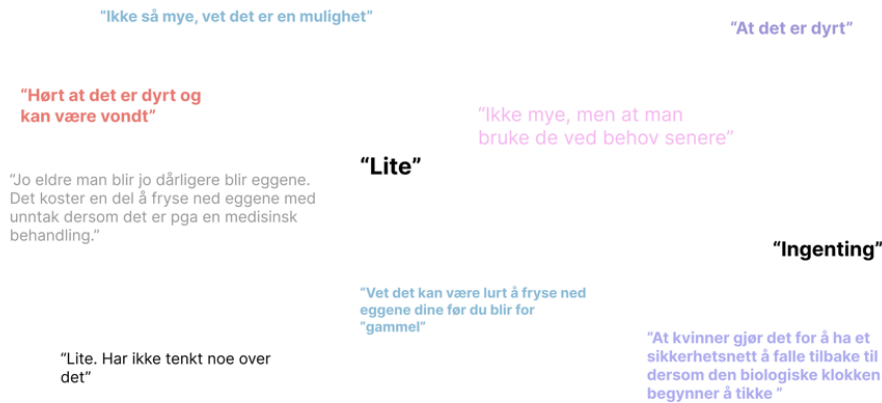 “Ikke så mye, vet det er en mulighet”
“At det er dyrt”
“Hørt at det er dyrt og
kan være vondt”
“Ikke mye, men at man
bruke de ved behov senere”
“Lite”
“Jo eldre man blir jo dårligere blir eggene.
Det koster en del å fryse ned eggene med
unntak dersom det er pga en medisinsk
behandling.”
“Ingenting”
“Vet det kan være lurt å fryse ned
eggene dine før du blir for
“gammel”
“At kvinner gjør det for å ha et
sikkerhetsnett å falle tilbake til
dersom den biologiske klokken
begynner å tikke ”
“Lite. Har ikke tenkt noe over
det”